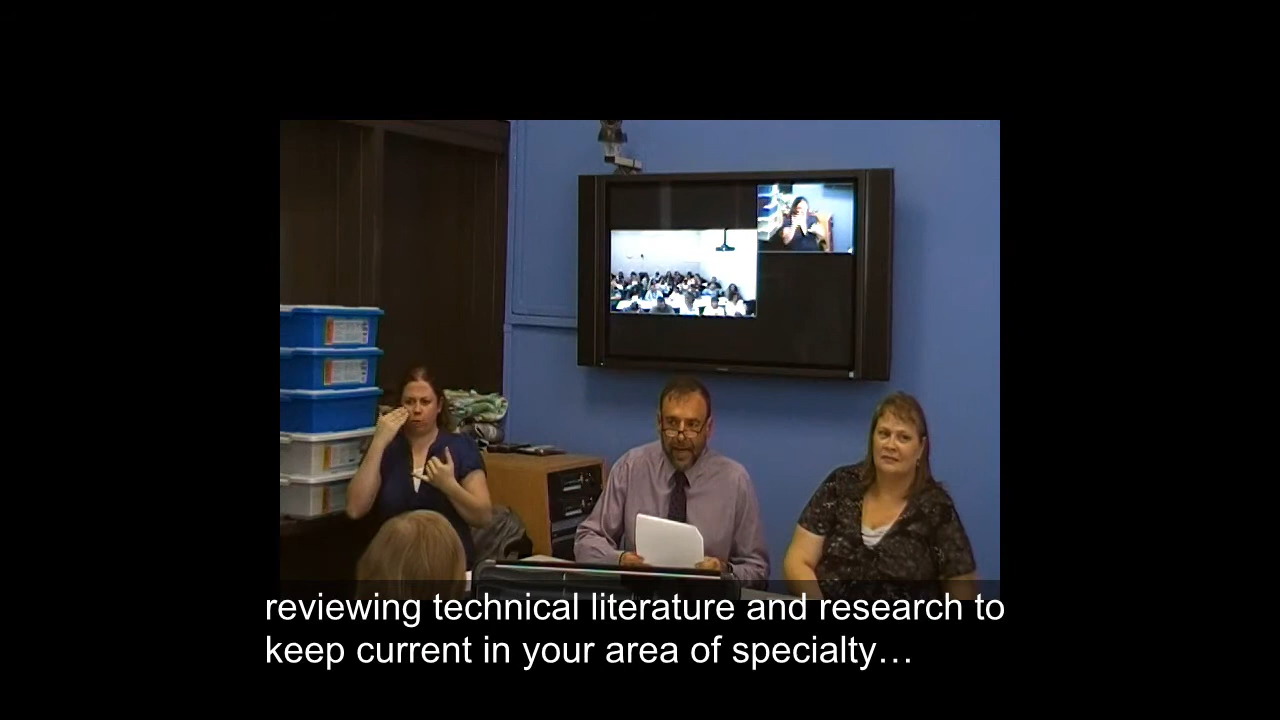 reviewing technical literature and research to
keep current in your area of specialty…